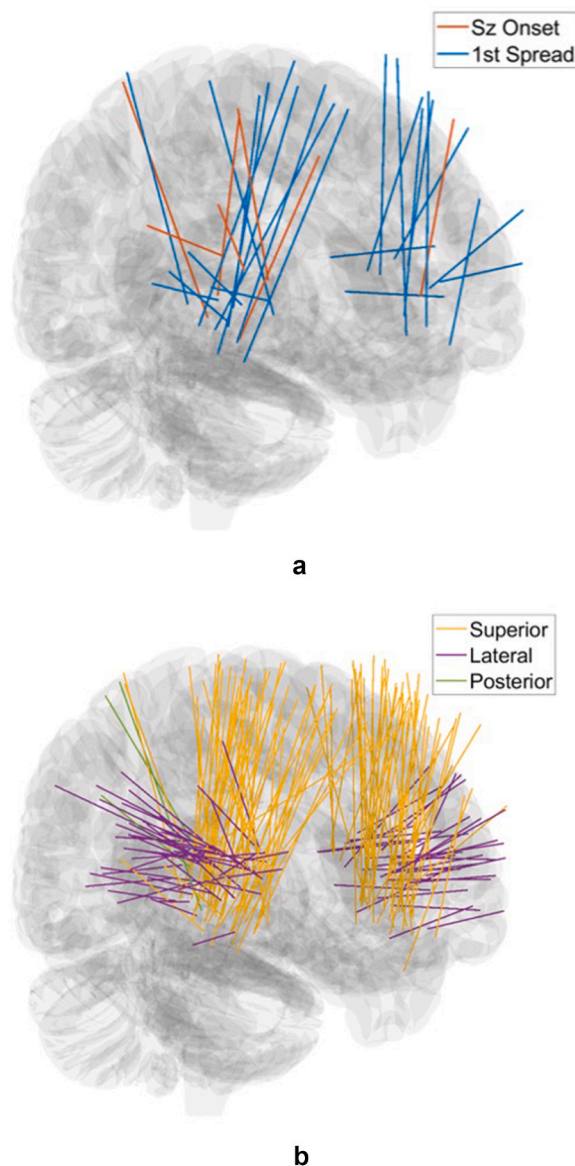 Sz Onset
1st Spread
a
Superior
Lateral
Posterior
b